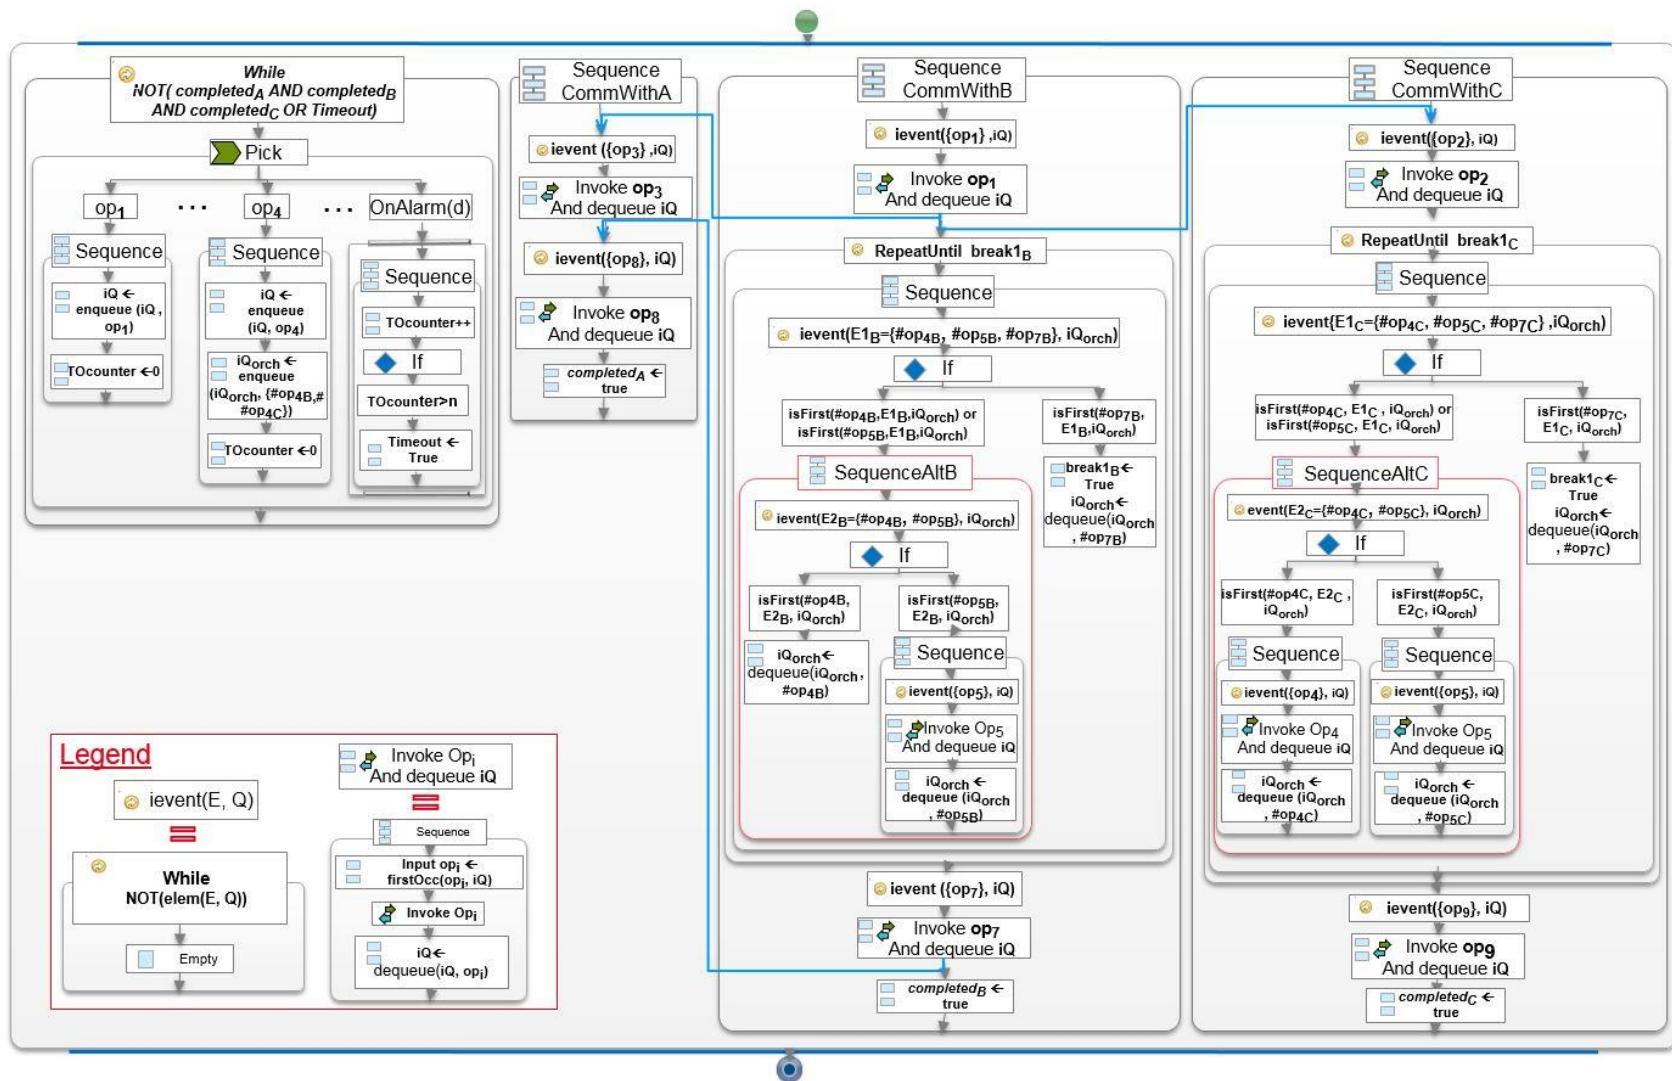 While
NOT( completedA AND completedB
AND completedC OR Timeout)
Pick
op1
...
op4
...
OnAlarm(d)
Sequence
iQ ←
enqueue (iQ ,
op1)
TOcounter ←0
Sequence
iQ ←
enqueue
(iQ, op4)
iQorch ←
enqueue
(iQorch, {#op4B,#
#op4C})
TOcounter ←0
Sequence
TOcounter++
If
TOcounter>n
Timeout ←
True
Sequence
CommWithA
ievent ({op3} ,iQ)
Invoke op3
And dequeue iQ
ievent({op8}, iQ)
Invoke op8
And dequeue iQ
completedA ←
true
Sequence
CommWithB
ievent({op1} ,iQ)
Invoke op1
And dequeue iQ
RepeatUntil break1B
Sequence
ievent(E1B={#op4B, #op5B, #op7B}, iQorch)
If
isFirst(#op4B,E1B,iQorch) or
isFirst(#op5B,E1B,iQorch)
isFirst(#op7B,
E1B,iQorch)
break1B←
True
iQorch←
dequeue(iQorch
, #op7B)
SequenceAltB
ievent(E2B={#op4B, #op5B}, iQorch)
If
isFirst(#op4B,
E2B, iQorch)
iQorch←
dequeue(iQorch,
#op4B)
isFirst(#op5B,
E2B, iQorch)
Sequence
ievent({op5}, iQ)
Invoke Op5
And dequeue iQ
iQorch ←
dequeue (iQorch
, #op5B)
ievent ({op7}, iQ)
Invoke op7
And dequeue iQ
completedB ←
true
Sequence
CommWithC
ievent({op2}, iQ)
Invoke op2
And dequeue iQ
RepeatUntil break1C
Sequence
ievent{E1C={#op4C, #op5C, #op7C} ,iQorch)
If
isFirst(#op4C, E1C , iQorch) or
isFirst(#op5C, E1C, iQorch)
isFirst(#op7C,
E1C, iQorch)
break1C←
True
iQorch←
dequeue(iQorch
, #op7C)
SequenceAltC
event(E2C={#op4C, #op5C}, iQorch)
If
isFirst(#op4C, E2C ,
iQorch)
Sequence
ievent({op4}, iQ)
Invoke Op4
And dequeue iQ
iQorch ←
dequeue (iQorch
, #op4C)
isFirst(#op5C,
E2C, iQorch)
Sequence
ievent({op5}, iQ)
Invoke Op5
And dequeue iQ
iQorch ←
dequeue (iQorch
, #op5C)
ievent({op9}, iQ)
Invoke op9
And dequeue iQ
completedC ←
true
Legend
ievent(E, Q)
=
While
NOT(elem(E, Q))
Empty
Invoke Opi
And dequeue iQ
=
Sequence
Input opi ←
firstOcc(opi, iQ)
Invoke Opi
iQ←
dequeue(iQ, opi)